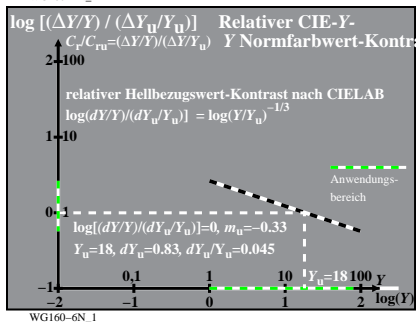 log [(ΔY/Y) / (ΔYu/Yu)] Relativer CIE-Y-
Cr/Cru=(ΔY/Y)/(ΔY/Yu) Y Normfarbwert-Kontra
2 100
relativer Hellbezugswert-Kontrast nach CIELAB
log(dY/Y)/(dYu/Yu)] = log(Y/Yu)^−1/3
1 10
Anwendungs-
bereich
0 1
log[(dY/Y)/(dYu/Yu)]=0, mu=−0.33
Yu=18, dYu=0.83, dYu/Yu=0.045
0,1 1 10 Yu=18 100 Y
−1
−2 −1 0 1 2 log(Y)
WG160−6N_1